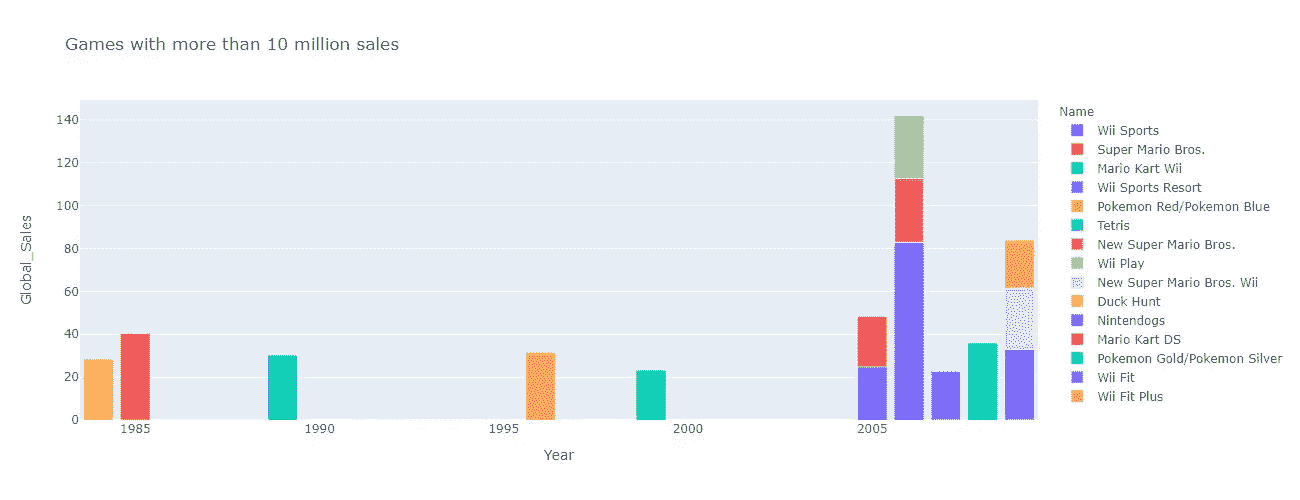 Games with more than 10 million sales
Global_Sales
140
120
100
80
60
40
20
0
1985
1990
1995
2000
2005
Year
Name
Wii Sports
Super Mario Bros.
Mario Kart Wii
Wii Sports Resort
Pokemon Red/Pokemon Blue
Tetris
New Super Mario Bros.
Wii Play
New Super Mario Bros. Wii
Duck Hunt
Nintendogs
Mario Kart DS
Pokemon Gold/Pokemon Silver
Wii Fit
Wii Fit Plus